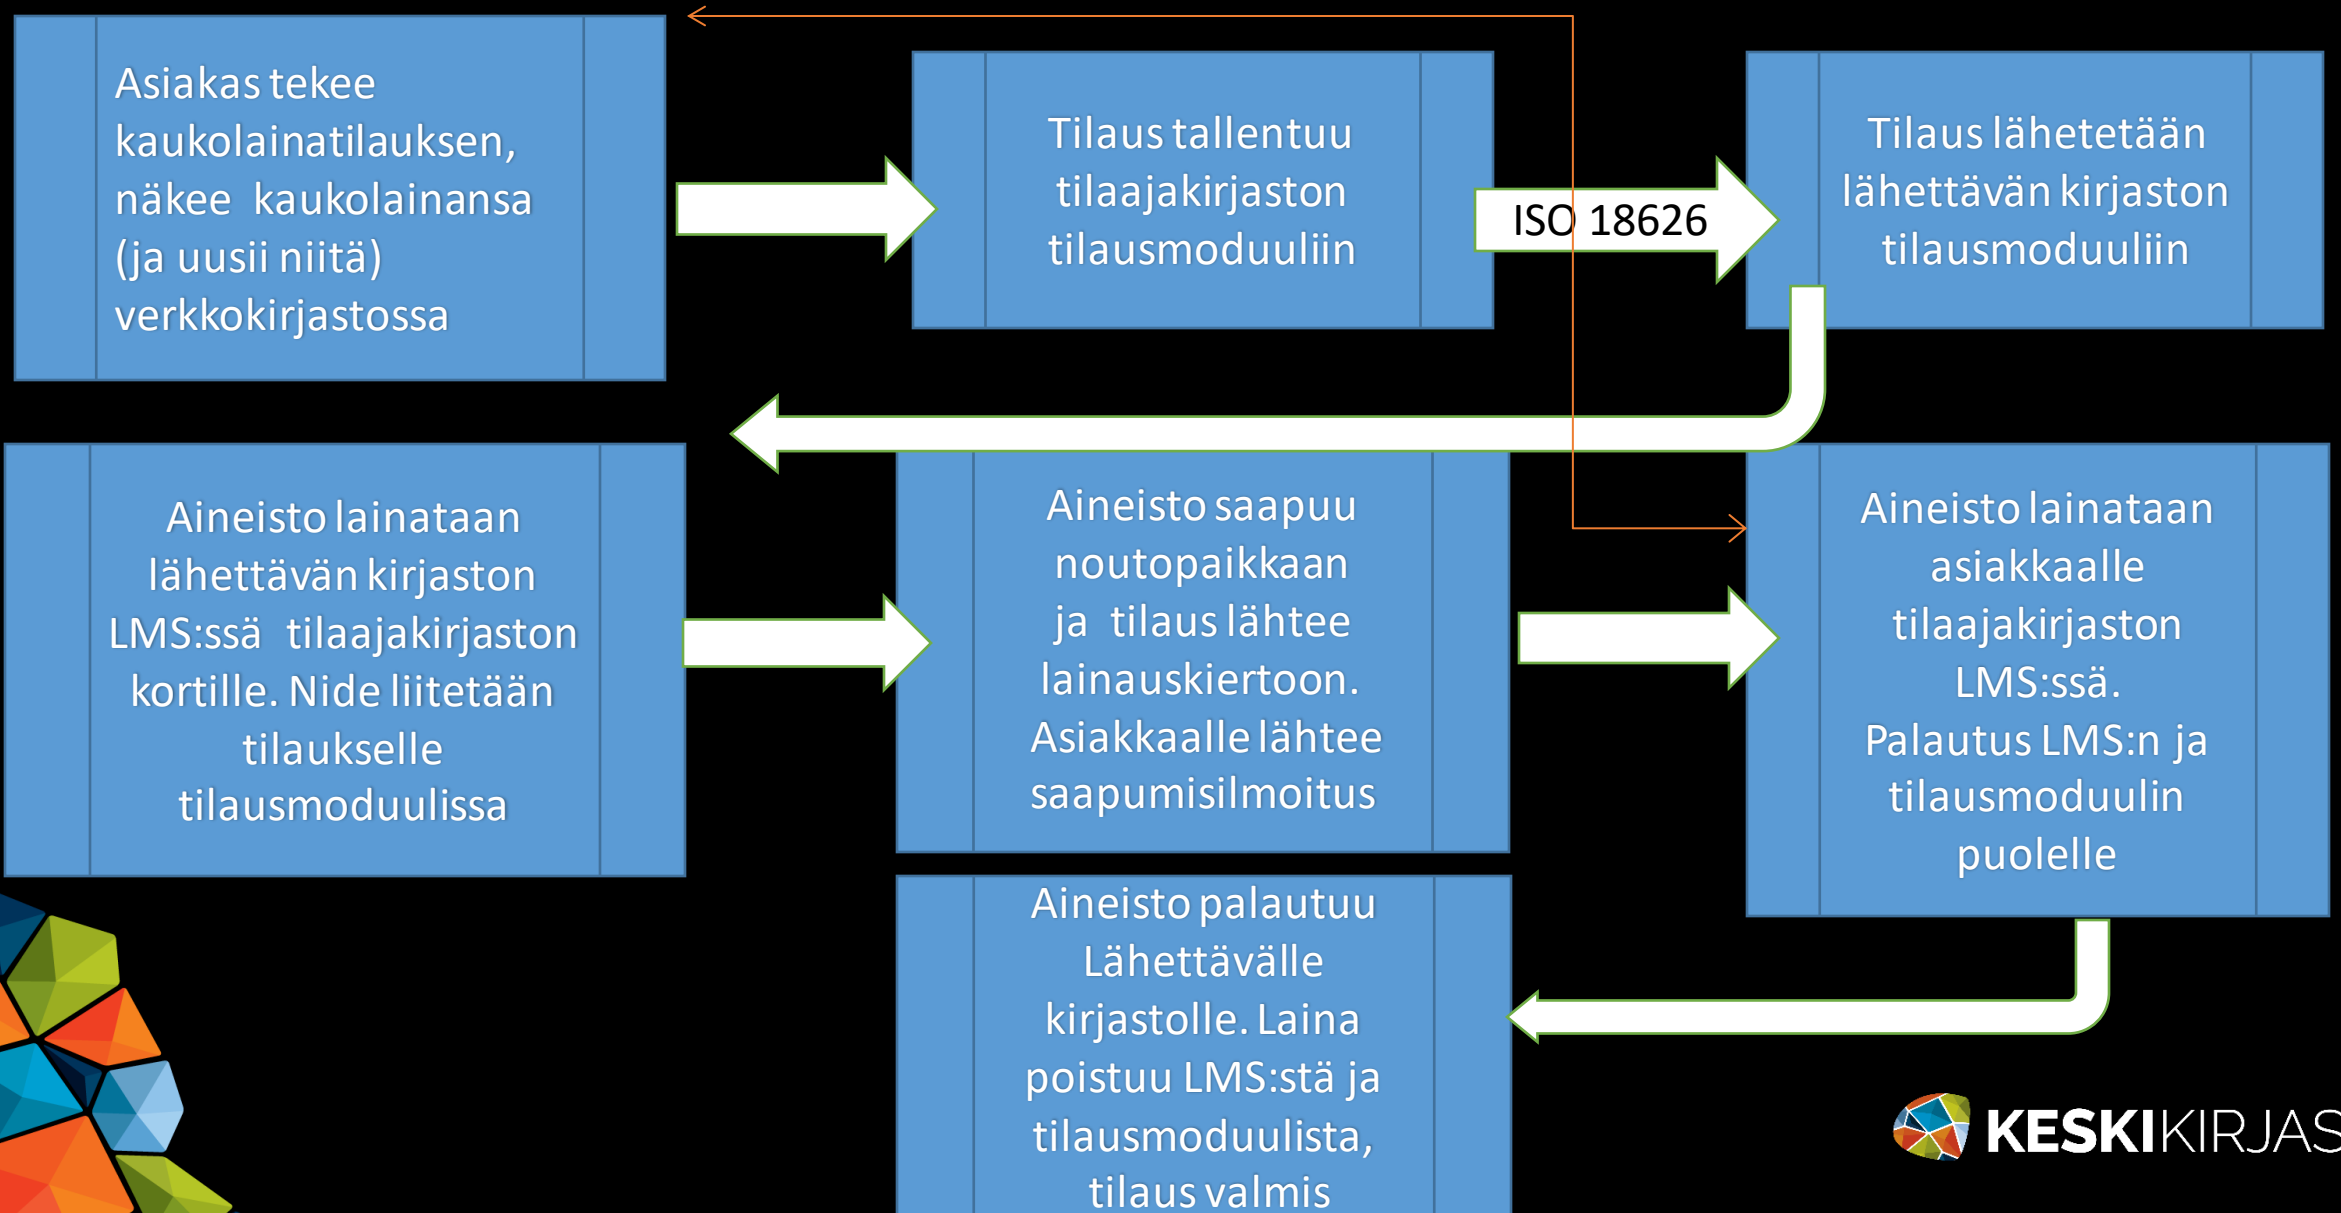 Asiakas tekee
kaukolainatilauksen,
näkee kaukolainansa
(ja uusii niitä)
verkkokirjastossa
Tilaus tallentuu
tilaajakirjaston
tilausmoduuliin
ISO 18626
Tilaus lähetetään
lähettävän kirjaston
tilausmoduuliin
Aineisto lainataan
lähettävän kirjaston
LMS:ssä tilaajakirjaston
kortille. Nide liitetään
tilaukselle
tilausmoduulissa
Aineisto saapuu
noutopaikkaan
ja tilaus lähtee
lainauskiertoon.
Asiakkaalle lähtee
saapumisilmoitus
Aineisto lainataan
asiakkaalle
tilaajakirjaston
LMS:ssä.
Palautus LMS:n ja
tilausmoduulin
puolelle
Aineisto palautuu
Lähettävälle
kirjastolle. Laina
poistuu LMS:stä ja
tilausmoduulista,
tilaus valmis
KESKIKIRJAS